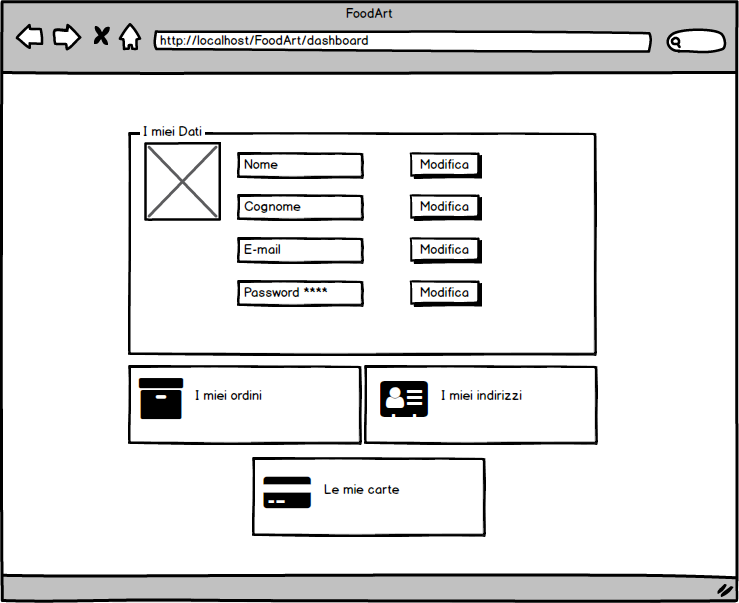 FoodArt
http://localhost/FoodArt/dashboard
I miei Dati
Nome
Modifica
Cognome
Modifica
E-mail
Modifica
Password ****
Modifica
I miei ordini
I miei indirizzi
Le mie carte